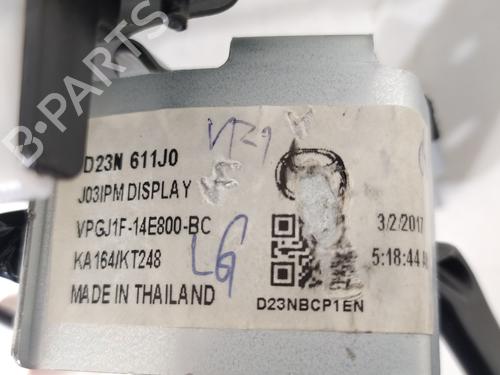 D23N 611J0
J03IPM DISPLAY
VPGJ1F-14E800-BC
KA164/KT248
MADE IN THAILAND
LG
3/2/2017
5:18:44 AM
D23NBCP1EN